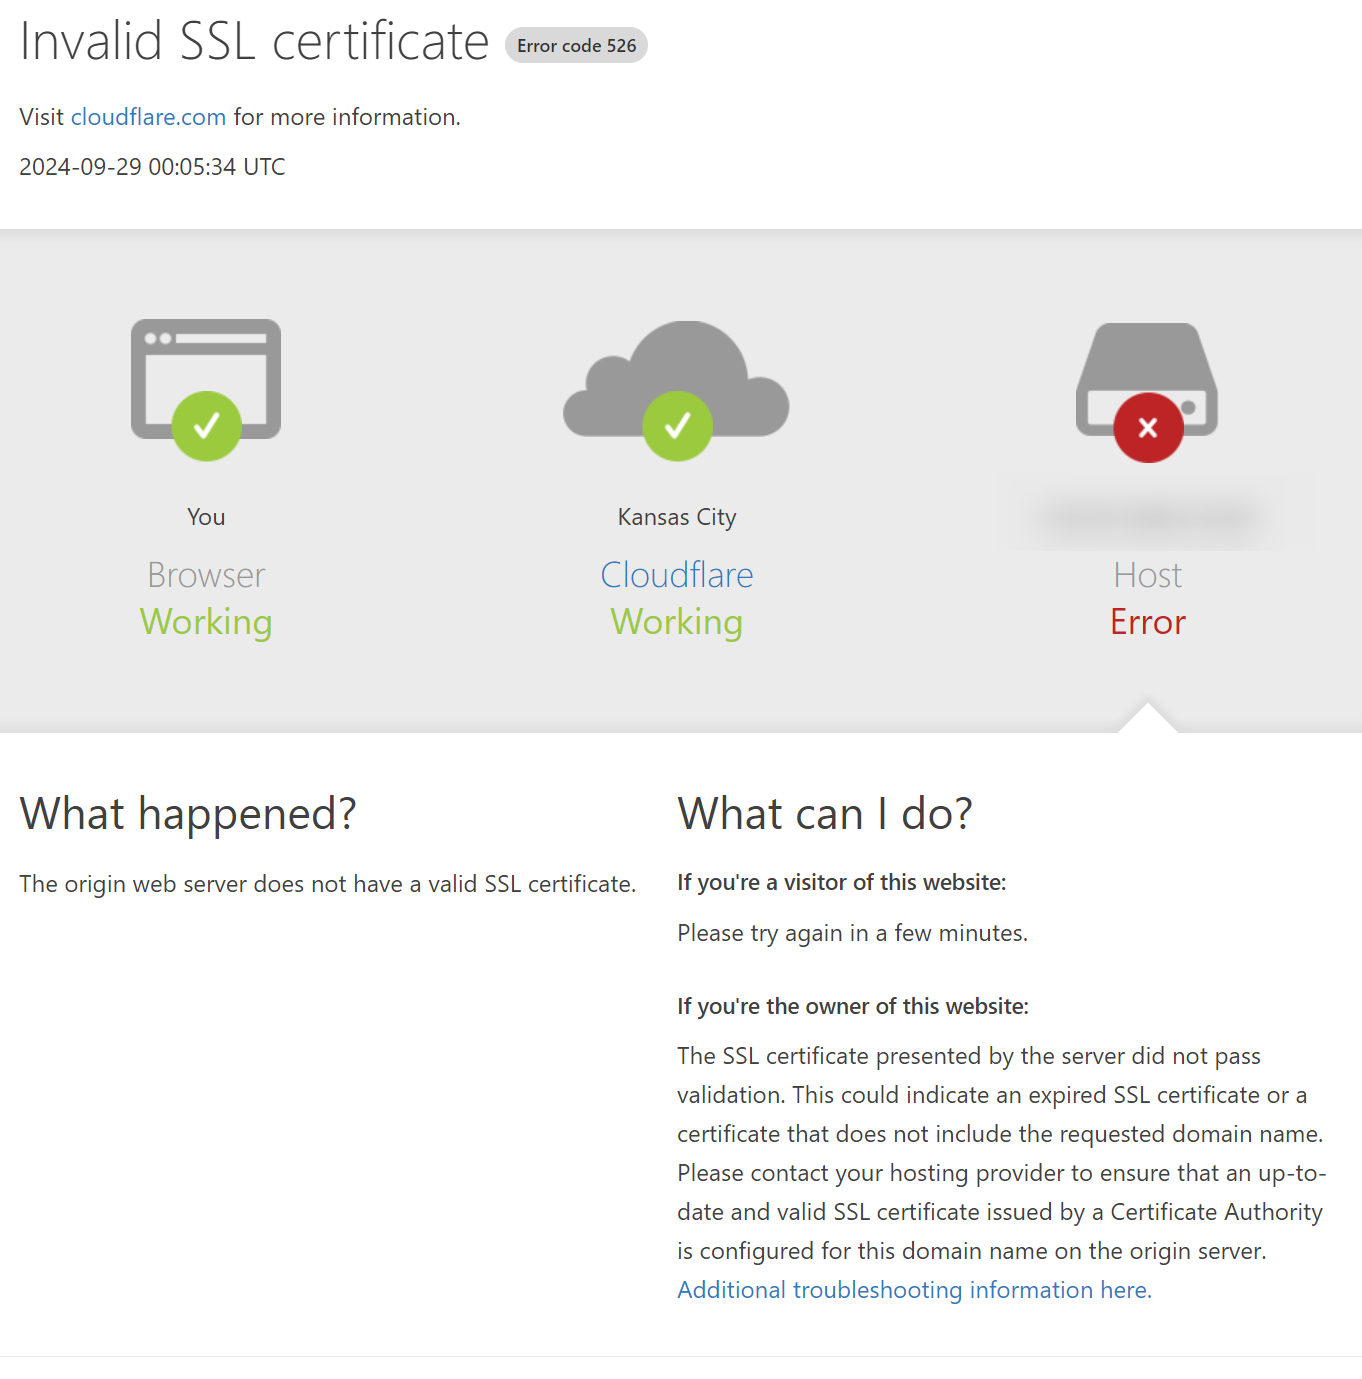 Invalid SSL certificate Error code 526
Visit cloudflare.com for more information.
2024-09-29 00:05:34 UTC
You
Browser
Working
Kansas City
Cloudflare
Working
Host
Error
What happened?
The origin web server does not have a valid SSL certificate.
What can I do?
If you're a visitor of this website:
Please try again in a few minutes.
If you're the owner of this website:
The SSL certificate presented by the server did not pass
validation. This could indicate an expired SSL certificate or a
certificate that does not include the requested domain name.
Please contact your hosting provider to ensure that an up-to-
date and valid SSL certificate issued by a Certificate Authority
is configured for this domain name on the origin server.
Additional troubleshooting information here.